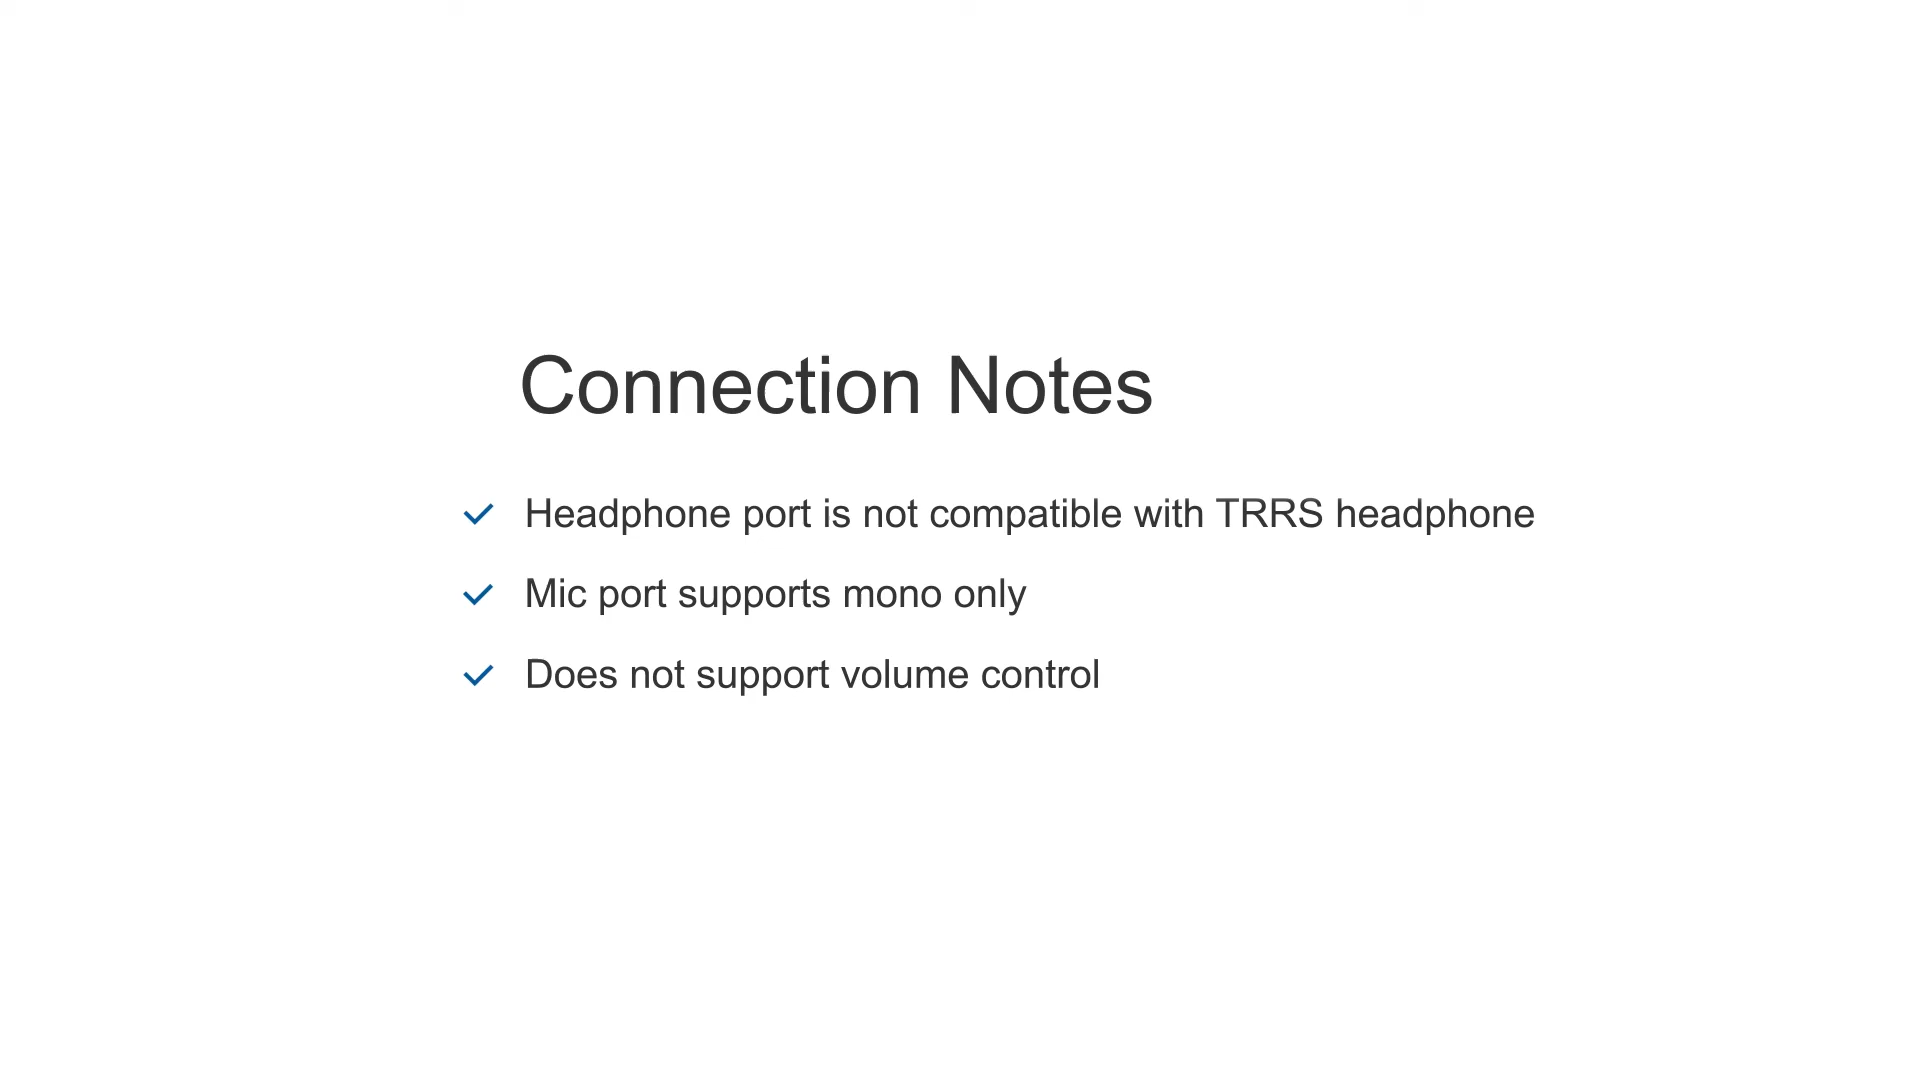 Connection Notes
Headphone port is not compatible with TRRS headphone
Mic port supports mono only
Does not support volume control